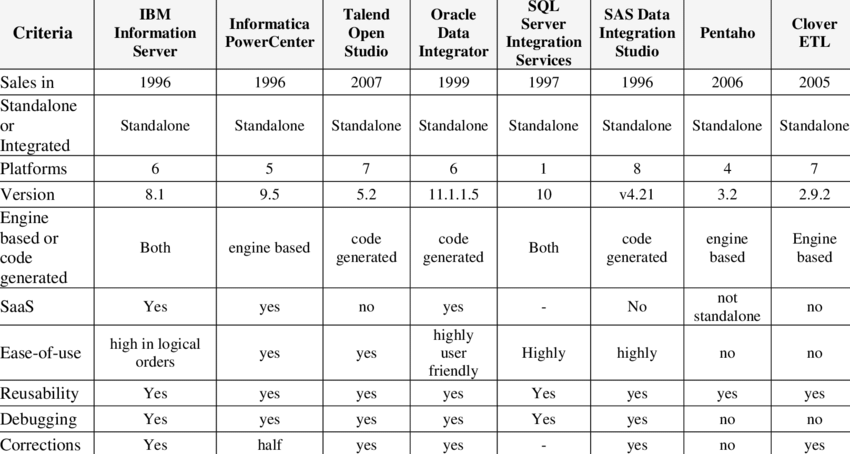 Criteria | IBM Information Server | Informatica PowerCenter | Talend Open Studio | Oracle Data Integrator | SQL Server Integration Services | SAS Data Integration Studio | Pentaho | Clover ETL
Sales in | 1996 | 1996 | 2007 | 1999 | 1997 | 1996 | 2006 | 2005
Standalone or Integrated | Standalone | Standalone | Standalone | Standalone | Standalone | Standalone | Standalone | Standalone
Platforms | 6 | 5 | 7 | 6 | 1 | 8 | 4 | 7
Version | 8.1 | 9.5 | 5.2 | 11.1.1.5 | 10 | v4.21 | 3.2 | 2.9.2
Engine based or code generated | Both | engine based | code generated | code generated | Both | code generated | engine based | Engine based
SaaS | Yes | yes | no | yes | - | No | not standalone | no
Ease-of-use | high in logical orders | yes | yes | highly user friendly | Highly | highly | no | no
Reusability | Yes | yes | yes | yes | Yes | yes | yes | yes
Debugging | Yes | yes | yes | yes | Yes | yes | no | no
Corrections | Yes | half | yes | yes | - | yes | no | yes